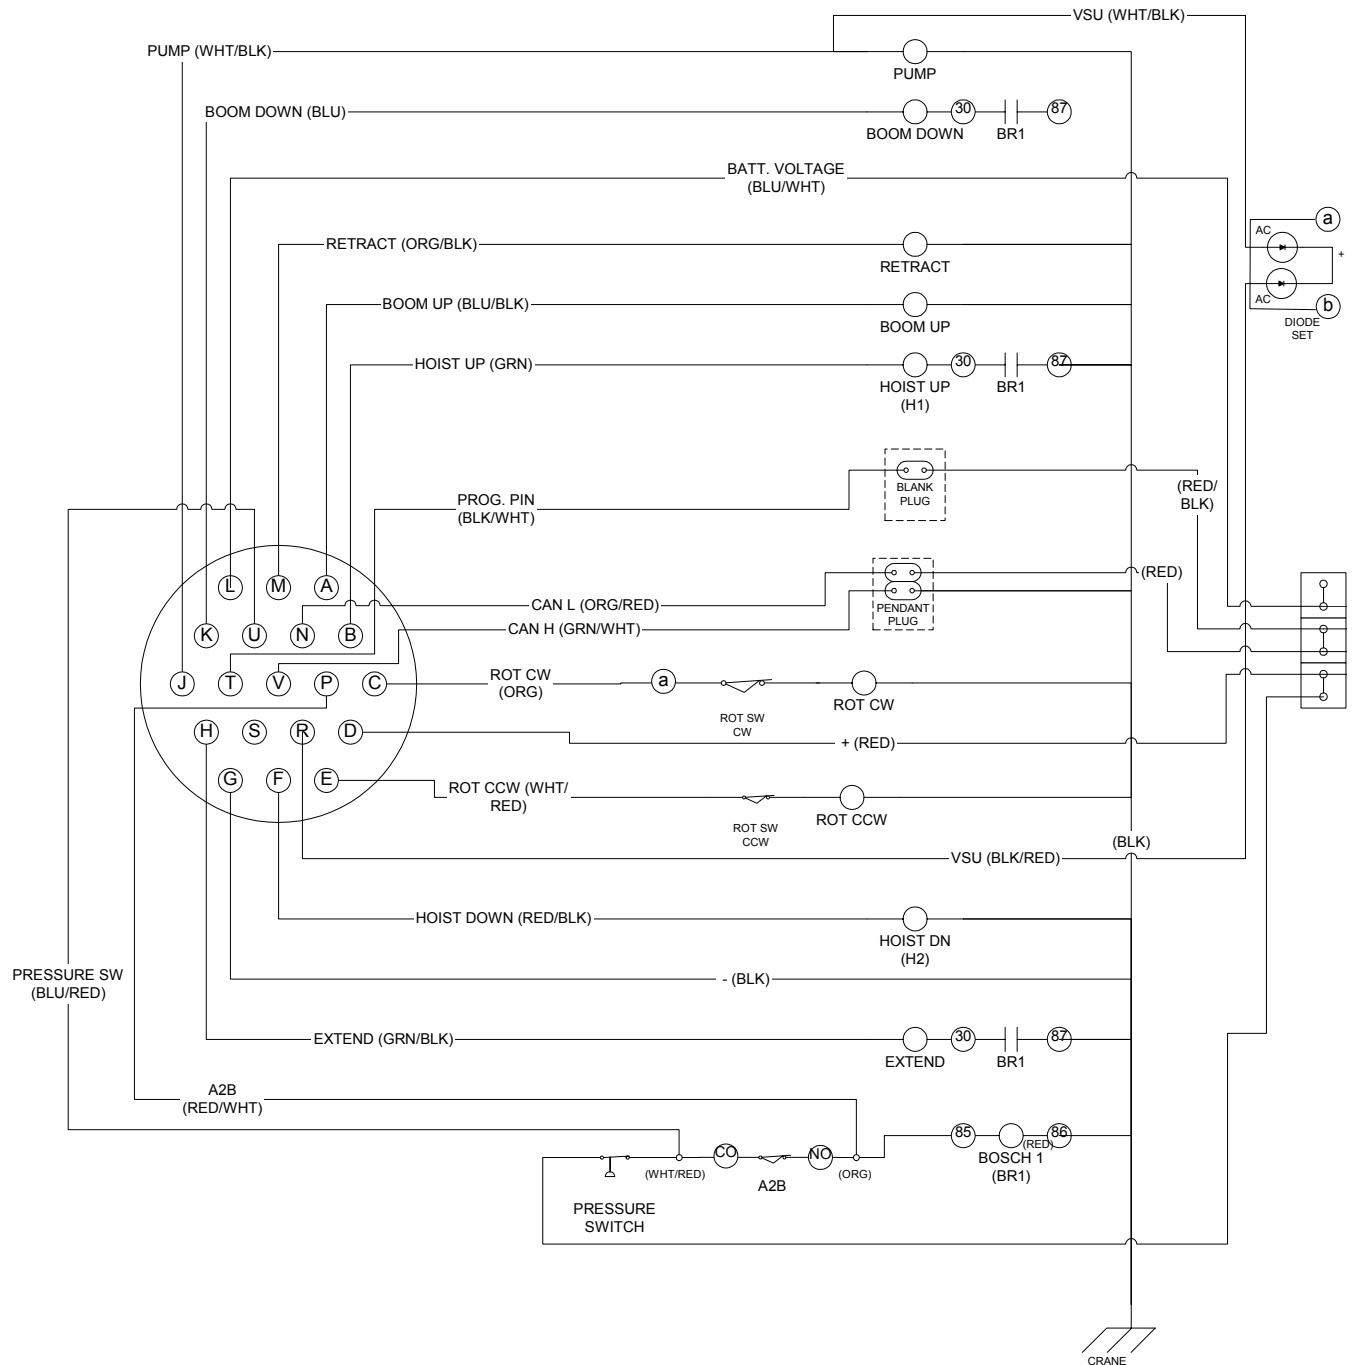 VSU (WHT/BLK)
PUMP (WHT/BLK)
PUMP
BOOM DOWN (BLU)
30
87
BOOM DOWN
BR1
BATT. VOLTAGE
(BLU/WHT)
a
AC
+
AC
b
DIODE
SET
RETRACT (ORG/BLK)
RETRACT
BOOM UP (BLU/BLK)
BOOM UP
HOIST UP (GRN)
30
87
HOIST UP
(H1)
BR1
BLANK
PLUG
(RED/
BLK)
PROG. PIN
(BLK/WHT)
(RED)
PENDANT
PLUG
CAN L (ORG/RED)
CAN H (GRN/WHT)
L
M
A
K
U
N
B
J
T
V
P
C
H
S
R
D
G
F
E
ROT CW
(ORG)
a
ROT SW
CW
ROT CW
+ (RED)
ROT CCW (WHT/
RED)
ROT SW
CCW
ROT CCW
(BLK)
VSU (BLK/RED)
HOIST DOWN (RED/BLK)
HOIST DN
(H2)
PRESSURE SW
(BLU/RED)
- (BLK)
EXTEND (GRN/BLK)
30
87
EXTEND
BR1
A2B
(RED/WHT)
85
86
(RED)
BOSCH 1
(BR1)
CO
NO
(WHT/RED)
A2B
(ORG)
PRESSURE
SWITCH
CRANE